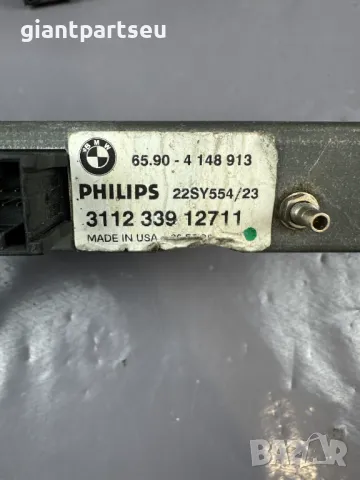 giantpartseu
BMW
65.90 - 4 148 913
PHILIPS 22SY554/23
3112 339 12711
MADE IN USA
BAZAR